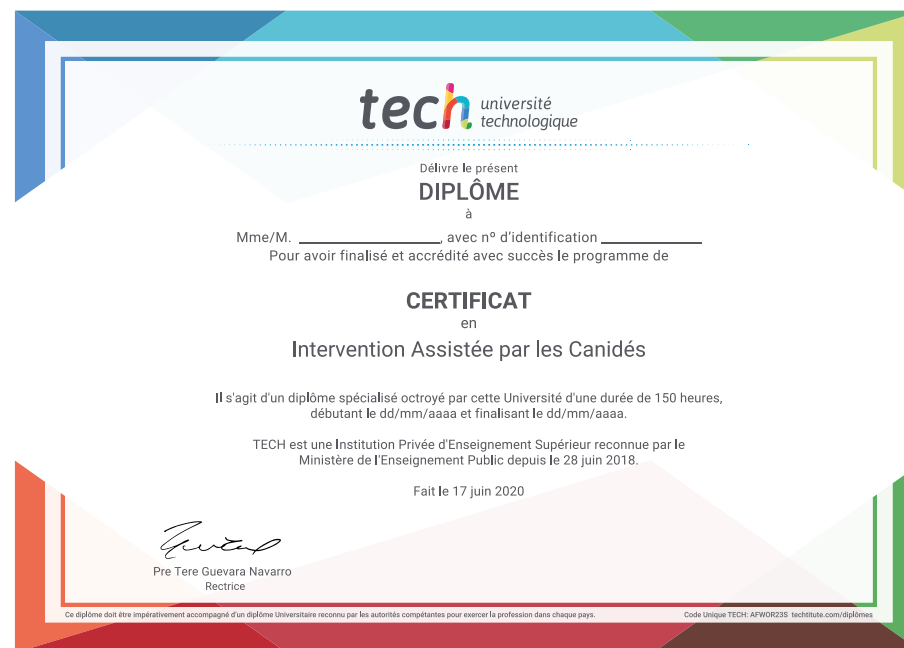 tech université
technologique
Délivre le présent
DIPLÔME
à
Mme/M. ____________________, avec nº d'identification ______________
Pour avoir finalisé et accrédité avec succès le programme de
CERTIFICAT
en
Intervention Assistée par les Canidés
Il s'agit d'un diplôme spécialisé octroyé par cette Université d'une durée de 150 heures,
débutant le dd/mm/aaaa et finalisant le dd/mm/aaaa.
TECH est une Institution Privée d'Enseignement Supérieur reconnue par le
Ministère de l'Enseignement Public depuis le 28 juin 2018.
Fait le 17 juin 2020
Pre Tere Guevara Navarro
Rectrice
Ce diplôme doit être impérativement accompagné d'un diplôme Universitaire reconnu par les autorités compétentes pour exercer la profession dans chaque pays.
Code Unique TECH: AFWOR23S techtitute.com/diplômes